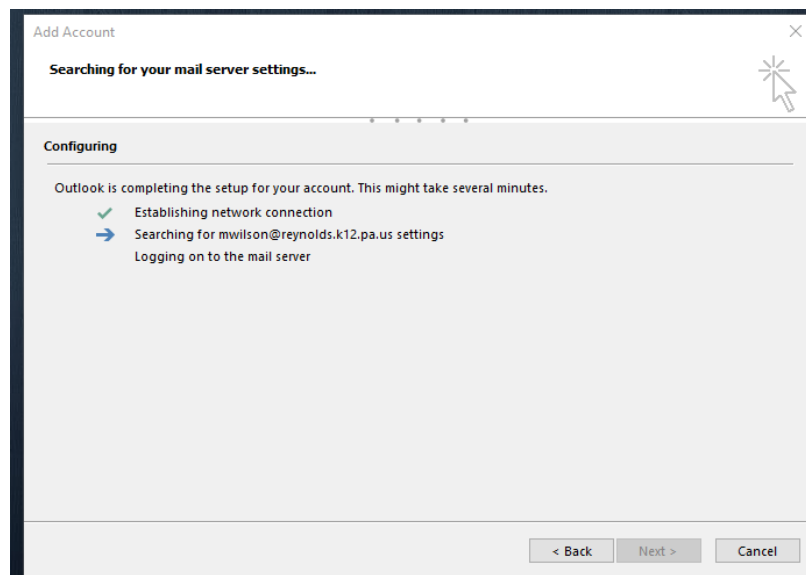 Add Account
Searching for your mail server settings...
Configuring
Outlook is completing the setup for your account. This might take several minutes.
Establishing network connection
Searching for mwilson@reynolds.k12.pa.us settings
Logging on to the mail server
< Back Next > Cancel